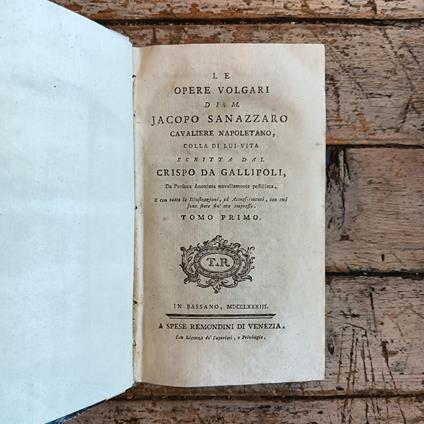 LE
OPERE VOLGARI
DI M.
JACOPO SANAZZARO
CAVALIERE NAPOLETANO,
COLLA DI LUI VITA
SCRITTA DAL
CRISPO DA GALLIPOLI,
Da Persona Anonima novellamente postillata,
E con tutte le Illustrazioni, ed Accrescimenti, con cui
sono state fin' ora impresse.
TOMO PRIMO.
T.R
IN BASSANO, MDCCLXXXIII.
A SPESE REMONDINI DI VENEZIA.
Con Licenza de' Superiori, e Privilegio.